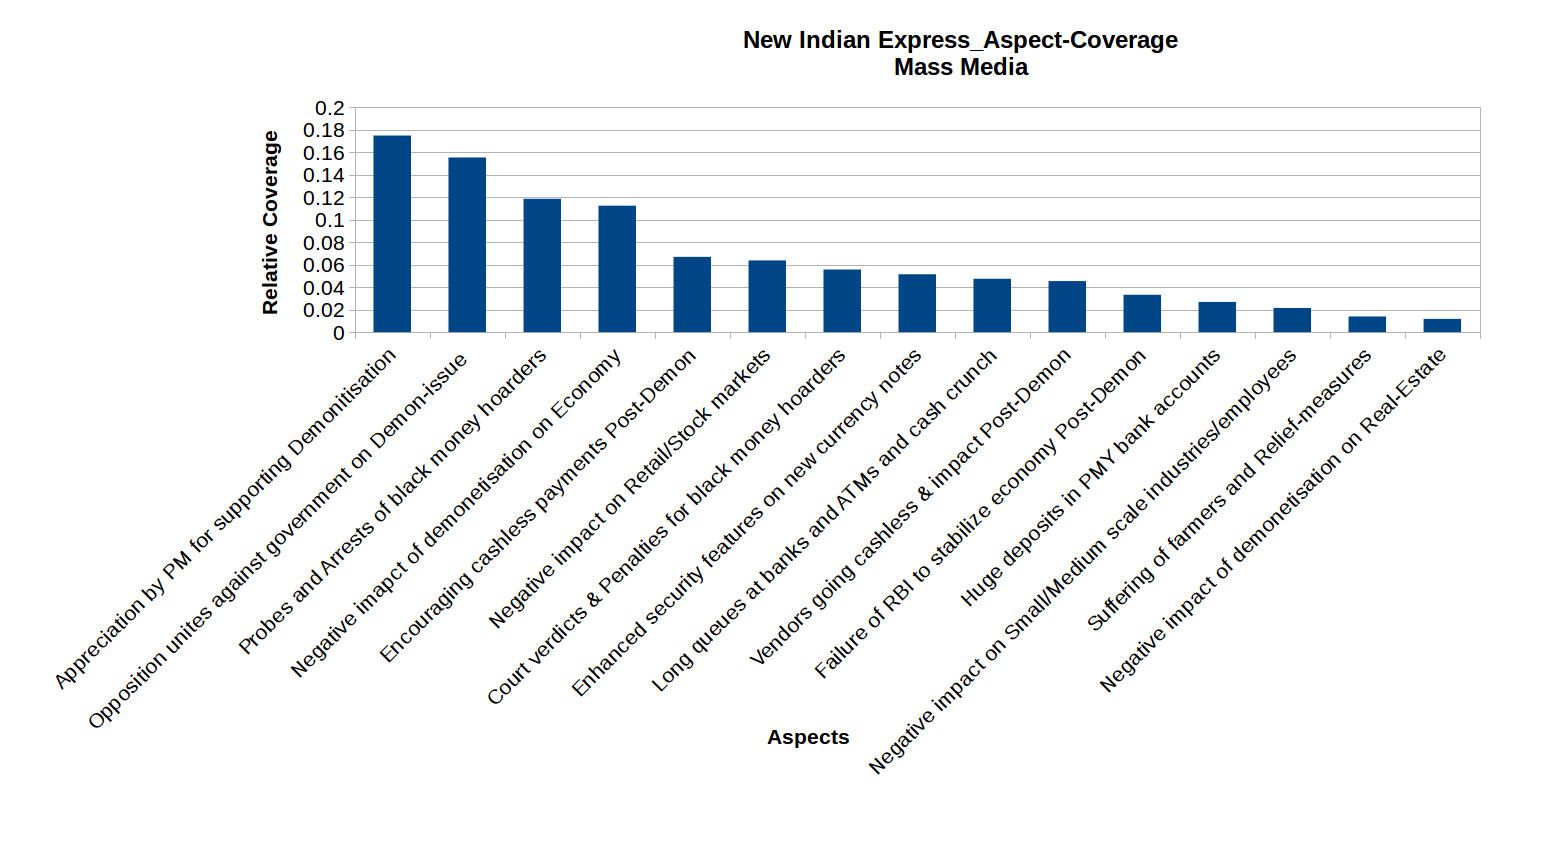 New Indian Express_Aspect-Coverage
Mass Media
Relative Coverage
0.2
0.18
0.16
0.14
0.12
0.1
0.08
0.06
0.04
0.02
0
Appreciation by PM for supporting Demonitisation
Opposition unites against government on Demon-issue
Probes and Arrests of black money hoarders
Negative imapct of demonetisation on Economy
Encouraging cashless payments Post-Demon
Negative impact on Retail/Stock markets
Court verdicts & Penalties for black money hoarders
Enhanced security features on new currency notes
Long queues at banks and ATMs and cash crunch
Vendors going cashless & impact Post-Demon
Failure of RBI to stabilize economy Post-Demon
Huge deposits in PMY bank accounts
Negative impact on Small/Medium scale industries/employees
Suffering of farmers and Relief-measures
Negative impact of demonetisation on Real-Estate
Aspects